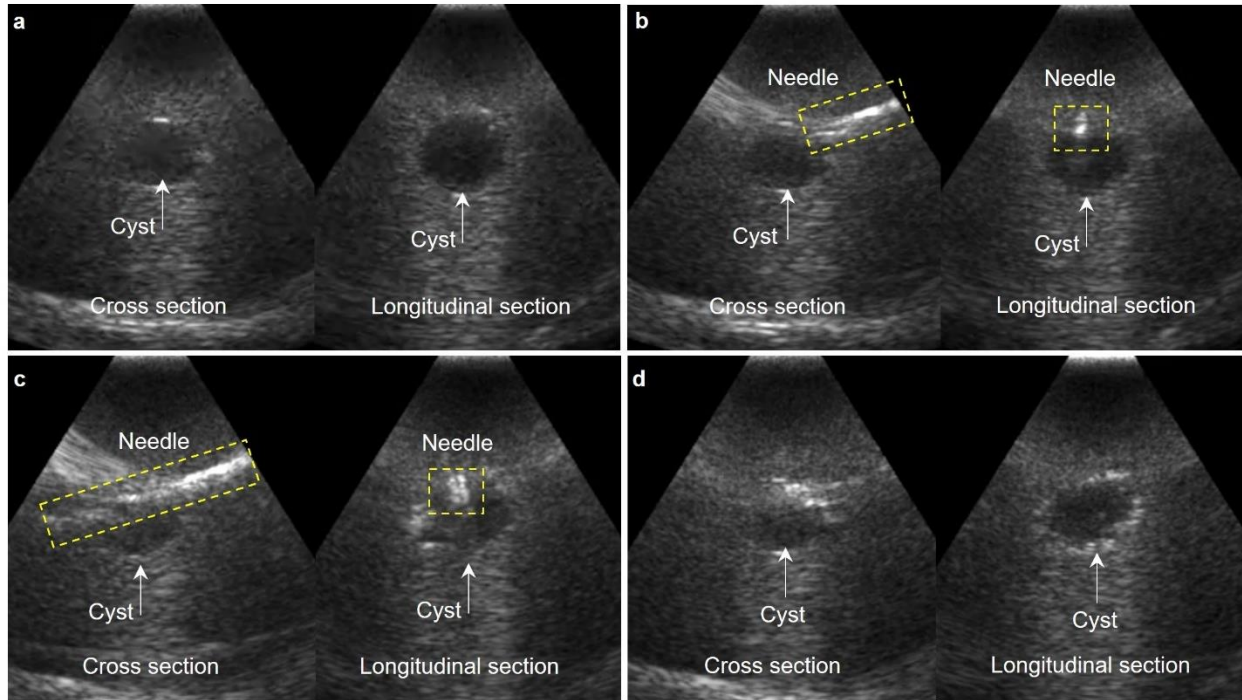 a
Cyst
Cyst
Cross section
Longitudinal section
b
Needle
Needle
Cyst
Cyst
Cross section
Longitudinal section
c
Needle
Needle
Cyst
Cyst
Cross section
Longitudinal section
d
Cyst
Cyst
Cross section
Longitudinal section